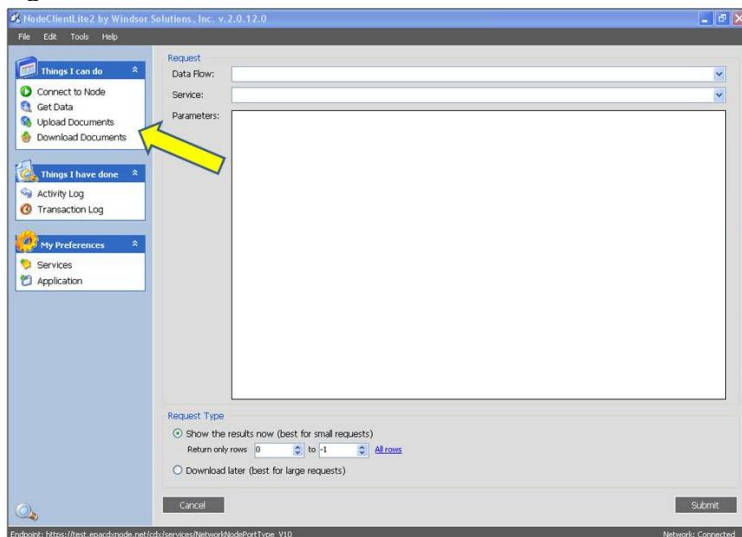 NodeClientLite2 by Windsor Solutions, Inc. v.2.0.12.0
File Edit Tools Help
Things I can do
Connect to Node
Get Data
Upload Documents
Download Documents
Things I have done
Activity Log
Transaction Log
My Preferences
Services
Application
Request
Data Flow:
Service:
Parameters:
Request Type
Show the results now (best for small requests)
Return only rows 0 to -1 All rows
Download later (best for large requests)
Cancel Submit
Endpoint: https://test.epacdxnode.net/cdx/services/NetworkNodePortType_V10 Network: Connected